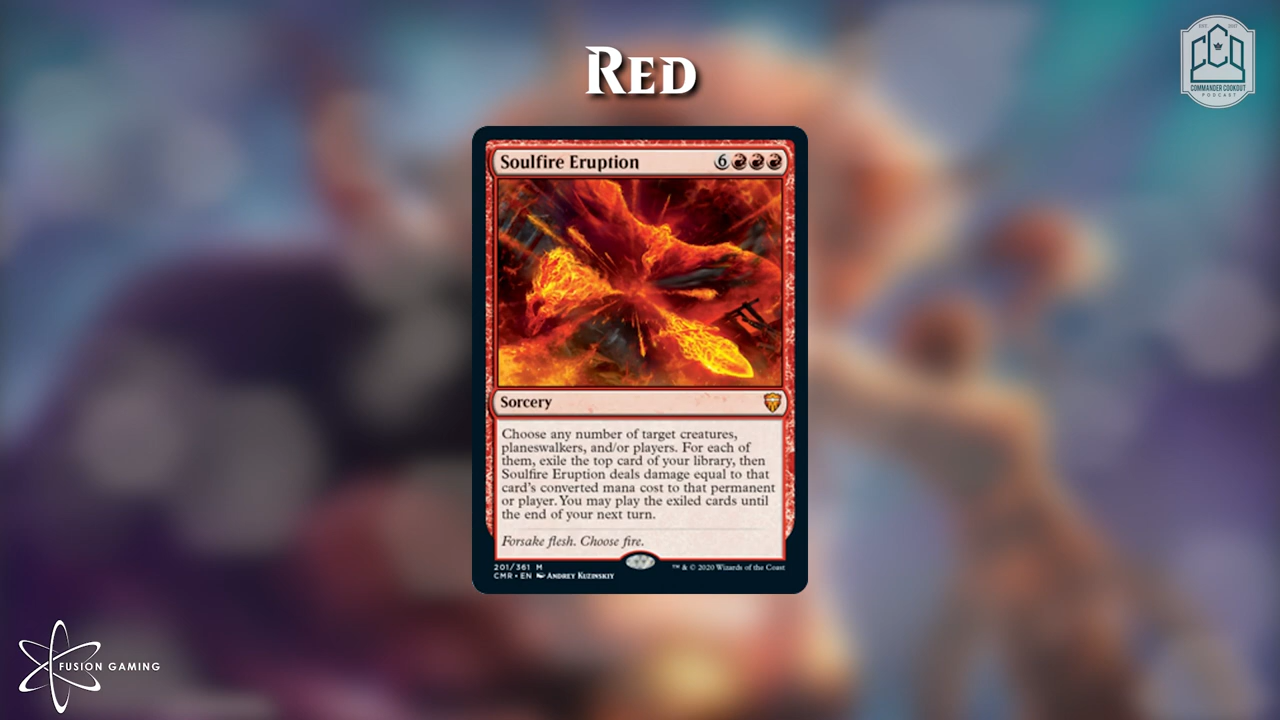 RED
COMMANDER COOKOUT
PODCAST
Soulfire Eruption 6
Sorcery
Choose any number of target creatures,
planeswalkers, and/or players. For each of
them, exile the top card of your library, then
Soulfire Eruption deals damage equal to that
card's converted mana cost to that permanent
or player. You may play the exiled cards until
the end of your next turn.
Forsake flesh. Choose fire.
201/361 M
CMR • EN ANDREY KUZINSKIY
™ & © 2020 Wizards of the Coast
FUSION GAMING